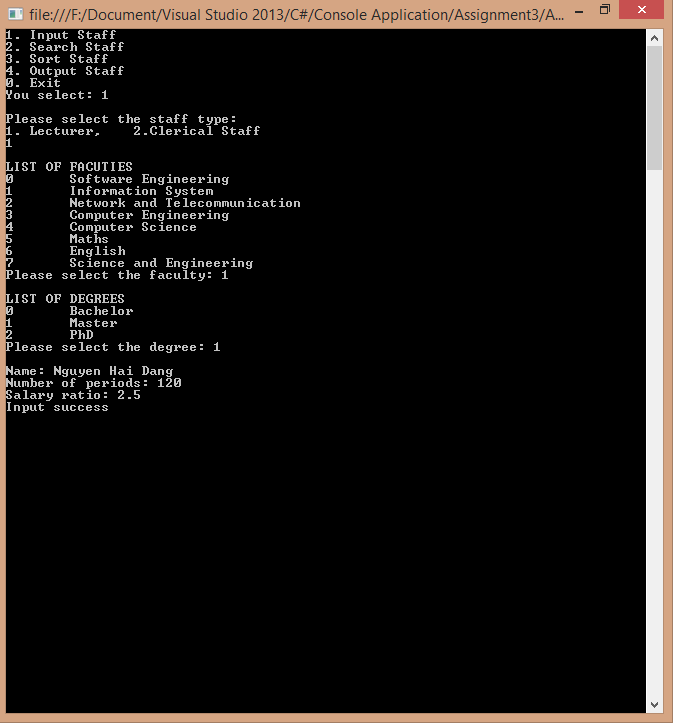 file:///F:/Document/Visual Studio 2013/C#/Console Application/Assignment3/A...
1. Input Staff
2. Search Staff
3. Sort Staff
4. Output Staff
0. Exit
You select: 1
Please select the staff type:
1. Lecturer,    2.Clerical Staff
1
LIST OF FACUTIES
0       Software Engineering
1       Information System
2       Network and Telecommunication
3       Computer Engineering
4       Computer Science
5       Maths
6       English
7       Science and Engineering
Please select the faculty: 1
LIST OF DEGREES
0       Bachelor
1       Master
2       PhD
Please select the degree: 1
Name: Nguyen Hai Dang
Number of periods: 120
Salary ratio: 2.5
Input success